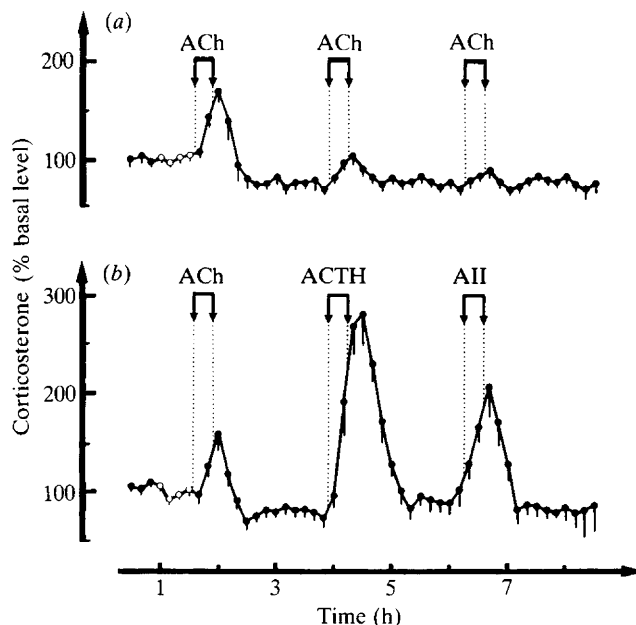 (a)
ACh ACh ACh
200
100
Corticosterone (% basal level)
(b)
ACh ACTH AII
300
200
100
1 3 5 7
Time (h)